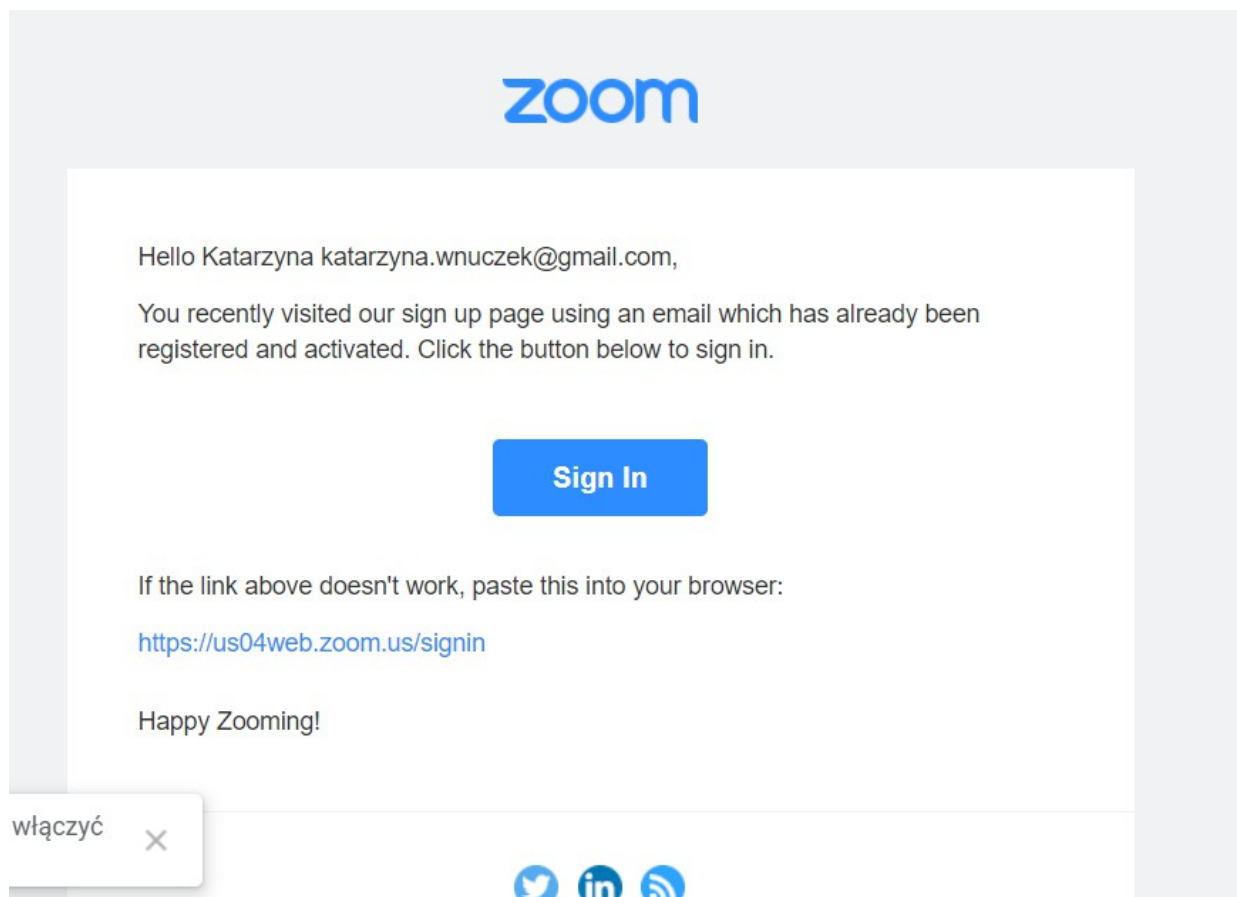 zoom
Hello Katarzyna katarzyna.wnuczek@gmail.com,
You recently visited our sign up page using an email which has already been
registered and activated. Click the button below to sign in.
Sign In
If the link above doesn't work, paste this into your browser:
https://us04web.zoom.us/signin
Happy Zooming!
włączyć
in